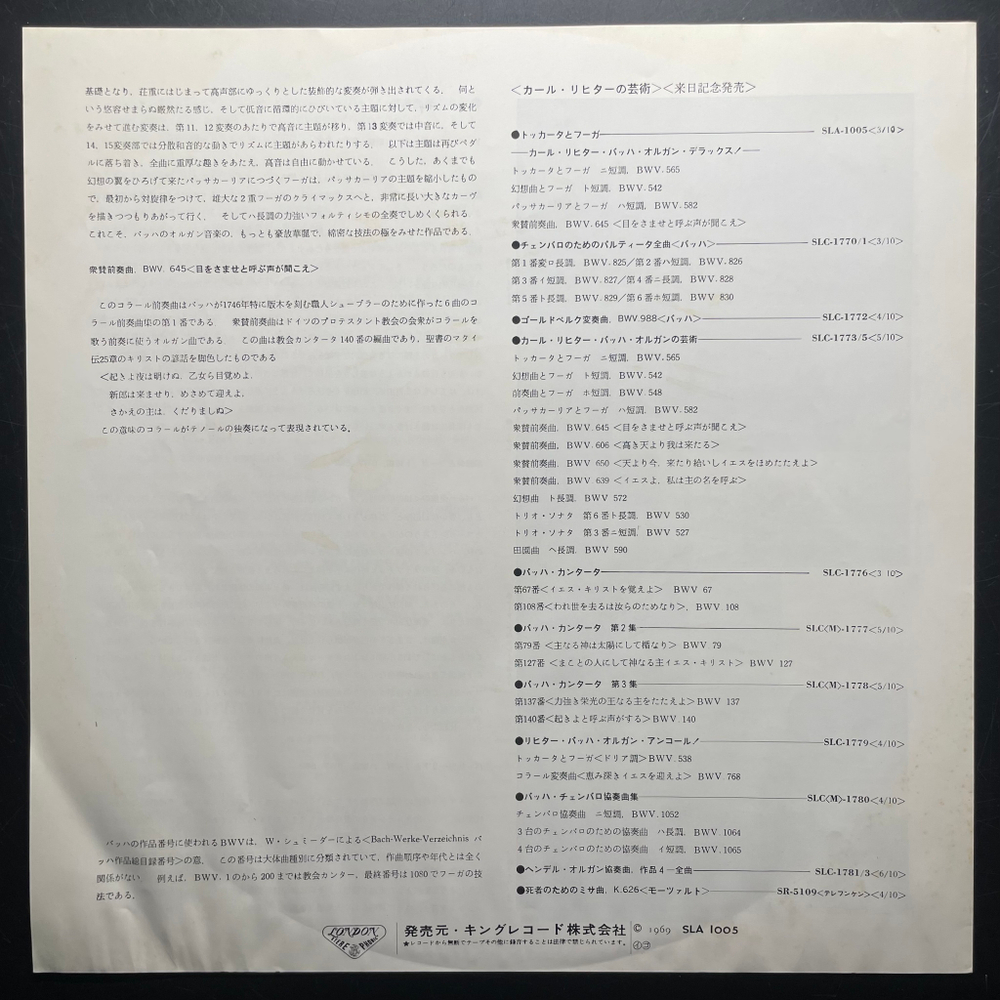 基礎となり、荘重にはじまって高声部にゆっくりとした装飾的な変奏が弾き出されてくる。 何と
いう悠容せまらぬ厳然たる感じ、そして低音に循環的にひびいている主題に対して、リズムの変化
をみせて進む変奏は、第11、12変奏のあたりで高音に主題が移り、第13変奏では中音に、そして
14、15変奏部では分散和音的な動きでリズムに主題があらわれたりする。 以下は主題は再びペダ
ルに落ち着き、全曲に重厚な趣きをあたえ、高音は自由に動かせている。 こうした、あくまでも
幻想の翼をひろげて来たパッサカーリアにつづくフーガは、パッサカーリアの主題を縮小したもの
で、最初から対旋律をつけて、雄大な2重フーガのクライマックスへと、非常に長い大きなカーヴ
を描きつつもりあがって行く、 そしてハ長調の力強いフォルティシモの全奏でしめくくられる
これこそ、バッハのオルガン音楽の、もっとも豪放華麗で、綿密な技法の極をみせた作品である
衆賛前奏曲、BWV. 645<目をさませと呼ぶ声が聞こえ>
このコラール前奏曲はバッハが1746年特に版木を刻む職人シューブラーのために作った6曲のコ
ラール前奏曲集の第1番である 衆賛前奏曲はドイツのプロテスタント教会の会衆がコラールを
歌う前奏に使うオルガン曲である. この曲は教会カンタータ140番の編曲であり、聖書のマタイ
伝25章のキリストの譚話を脚色したものである
<起きよ夜は明けぬ、乙女ら目覚めよ、
新郎は来ませり、めさめて迎えよ、
さかえの主は、くだりましぬ>
この意味のコラールがテノールの独奏になって表現されている。
バッハの作品番号に使われるBWVは、W・シュミーダーによる<Bach-Werke-Verzeichnis バ
ッハ作品総目録番号>の意、 この番号は大体曲種別に分類されていて、作曲順序や年代とは全く
関係がない 例えば、BWV.1のから200までは教会カンター、最終番号は1080でフーガの技
法である。
<カール・リヒターの芸術><来日記念発売>
●トッカータとフーガ SLA-1005<3/10>
——カール・リヒター・バッハ・オルガン・デラックス!——
トッカータとフーガ ニ短調、BWV.565
幻想曲とフーガ ト短調、BWV.542
パッサカーリアとフーガ ハ短調、BWV.582
衆賛前奏曲、BWV.645 <目をさませと呼ぶ声が聞こえ>
●チェンバロのためのパルティータ全曲<バッハ> SLC-1770/1<3/10>
第1番変ロ長調、BWV.825/第2番ハ短調、BWV.826
第3番イ短調、BWV.827/第4番ニ長調、BWV.828
第5番ト長調、BWV.829/第6番ホ短調、BWV 830
●ゴールドベルク変奏曲、BWV.988<バッハ> SLC-1772<4/10>
●カール・リヒター・バッハ・オルガンの芸術 SLC-1773/5<5/10>
トッカータとフーガ ニ短調、BWV.565
幻想曲とフーガ ト短調、BWV.542
前奏曲とフーガ ホ短調、BWV.548
パッサカーリアとフーガ ハ短調、BWV.582
衆賛前奏曲、BWV.645 <目をさませと呼ぶ声が聞こえ>
衆賛前奏曲、BWV.606 <高き天より我は来たる>
衆賛前奏曲、BWV 650 <天より今、来たり給いしイエスをほめたたえよ>
衆賛前奏曲、BWV 639 <イエスよ、私は主の名を呼ぶ>
幻想曲 ト長調、BWV 572
トリオ・ソナタ 第6番ト長調、BWV 530
トリオ・ソナタ 第3番ニ短調、BWV 527
田園曲 ヘ長調、BWV 590
●バッハ・カンタータ SLC-1776<3 10>
第67番<イエス・キリストを覚えよ> BWV 67
第108番<われ世を去るは汝らのためなり>、BWV.108
●バッハ・カンタータ 第2集 SLC(M)-1777<5/10>
第79番 <主なる神は太陽にして楯なり> BWV 79
第127番 <まことの人にして神なる主イエス・キリスト> BWV 127
●バッハ・カンタータ 第3集 SLC(M)-1778<5/10>
第137番<力強き栄光の王なる主をたたえよ>BWV 137
第140番<起きよと呼ぶ声がする>BWV.140
●リヒター・バッハ・オルガン・アンコール! SLC-1779<4/10>
トッカータとフーガ<ドリア調>BWV.538
コラール変奏曲<恵み深きイエスを迎えよ> BWV 768
●バッハ・チェンバロ協奏曲集 SLC(M)-1780<4/10>
チェンバロ協奏曲 ニ短調、BWV.1052
3台のチェンバロのための協奏曲 ハ長調、BWV 1064
4台のチェンバロのための協奏曲 イ短調、BWV.1065
●ヘンデル・オルガン協奏曲、作品4－全曲 SLC-1781/3<6/10>
●死者のためのミサ曲、K.626<モーツァルト> SR-5109<テレフンケン><4/10>
LONDON 発売元・キングレコード株式会社 © 1969 SLA 1005
★レコードから無断でテープその他に録音することは法律で禁じられています。 ㋑㋙